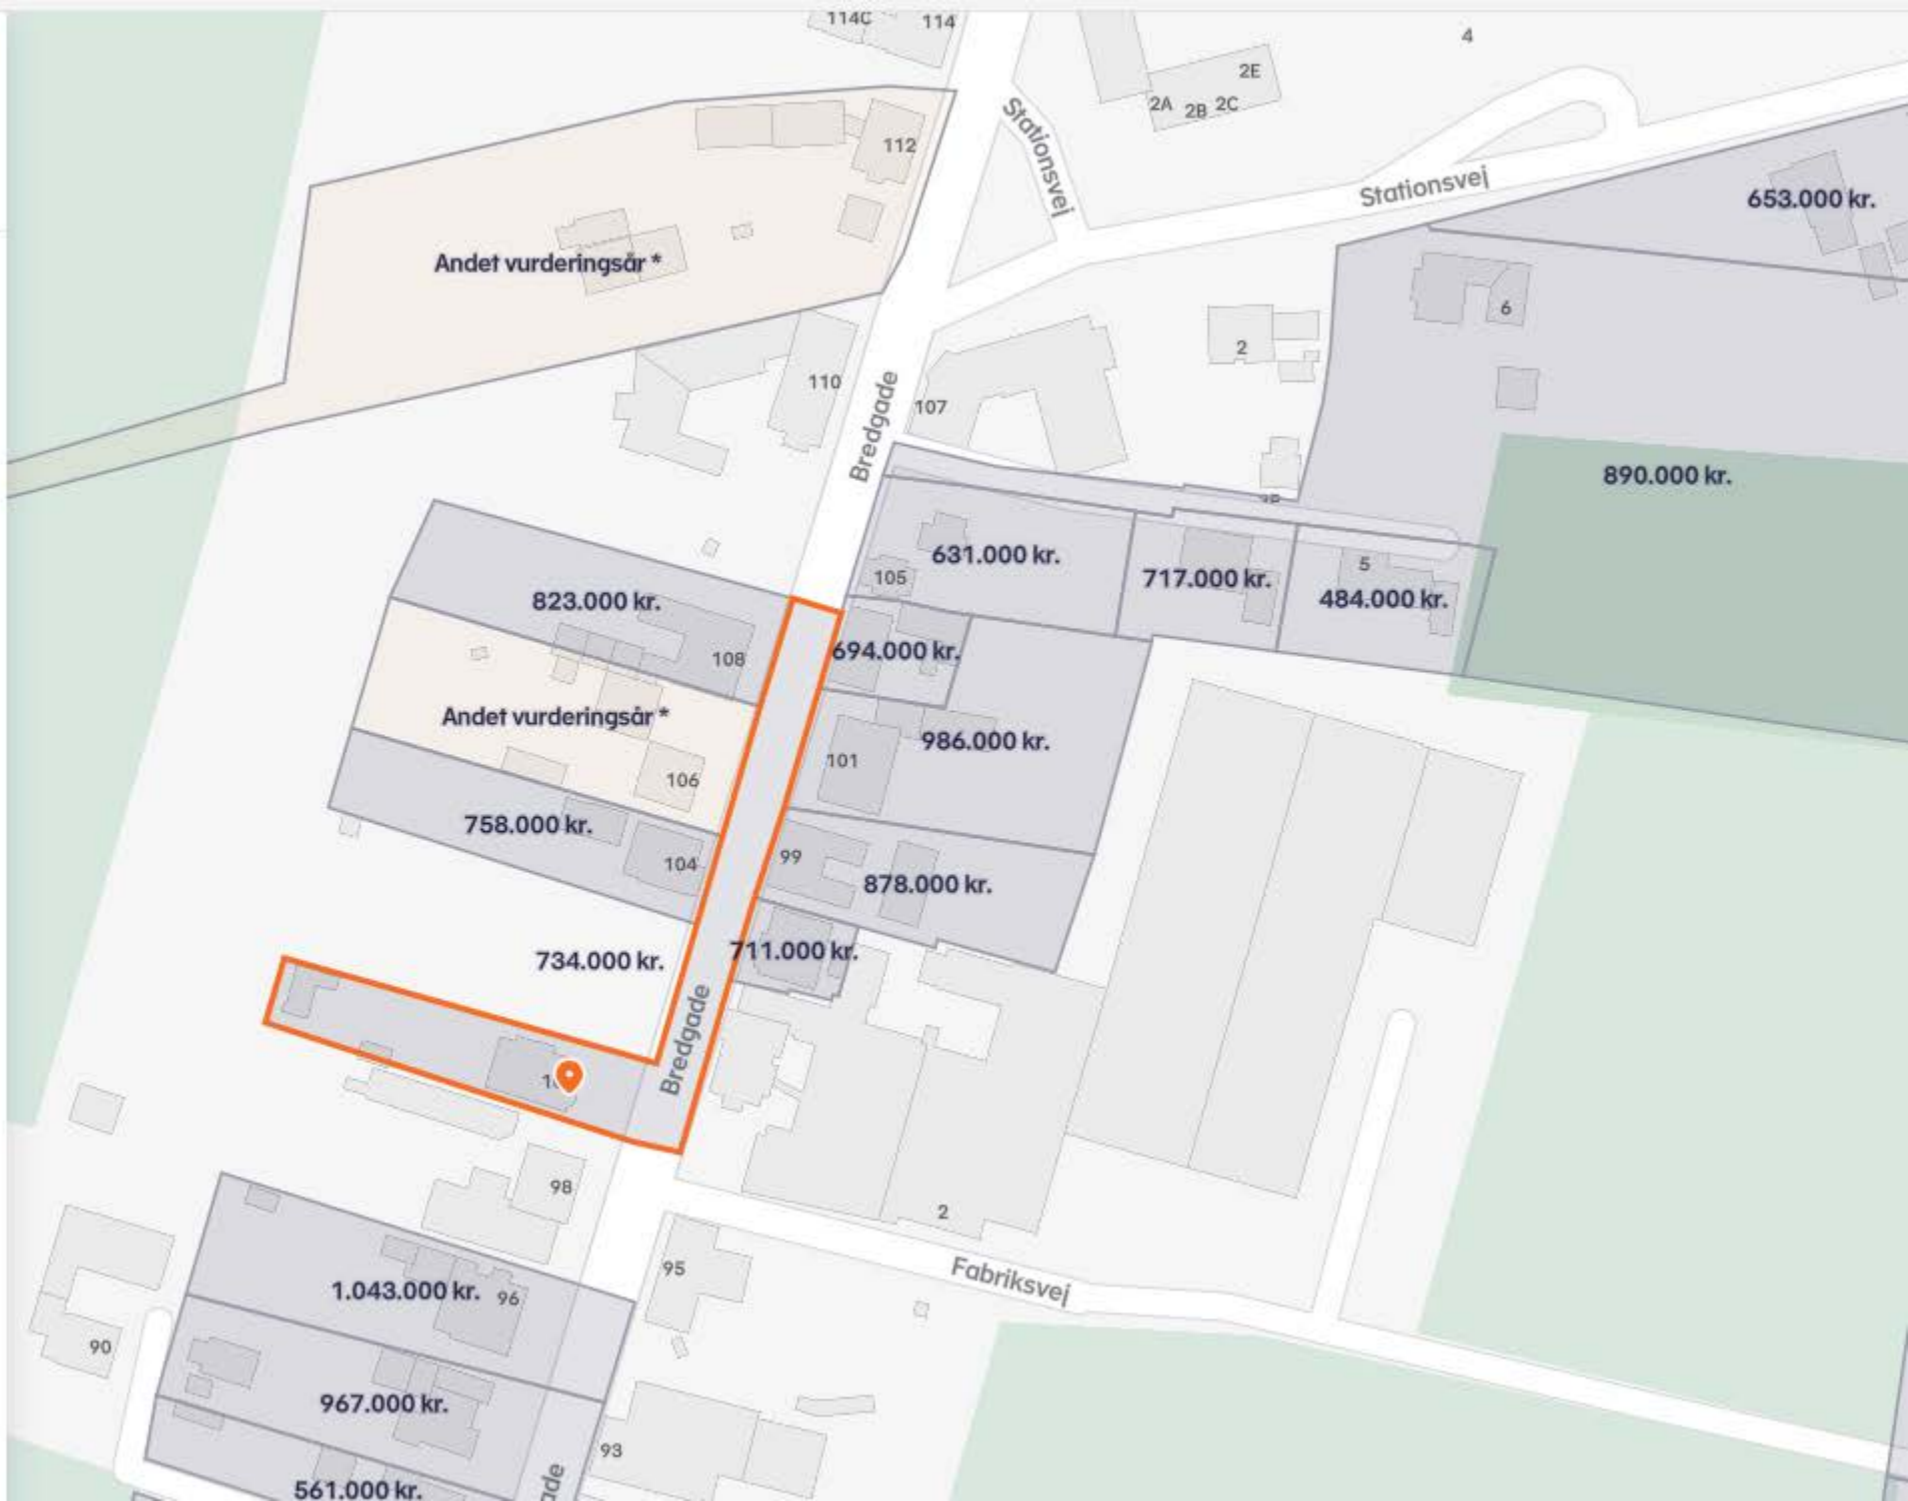 114C
114
4
2E
2A
2B
2C
Stationsvej
112
Stationsvej
653.000 kr.
Andet vurderingsår *
6
2
110
107
Bredgade
890.000 kr.
631.000 kr.
105
717.000 kr.
5
484.000 kr.
823.000 kr.
108
694.000 kr.
Andet vurderingsår *
986.000 kr.
101
106
758.000 kr.
104
99
878.000 kr.
734.000 kr.
711.000 kr.
Bredgade
98
2
95
Fabriksvej
1.043.000 kr.
96
90
967.000 kr.
93
561.000 kr.